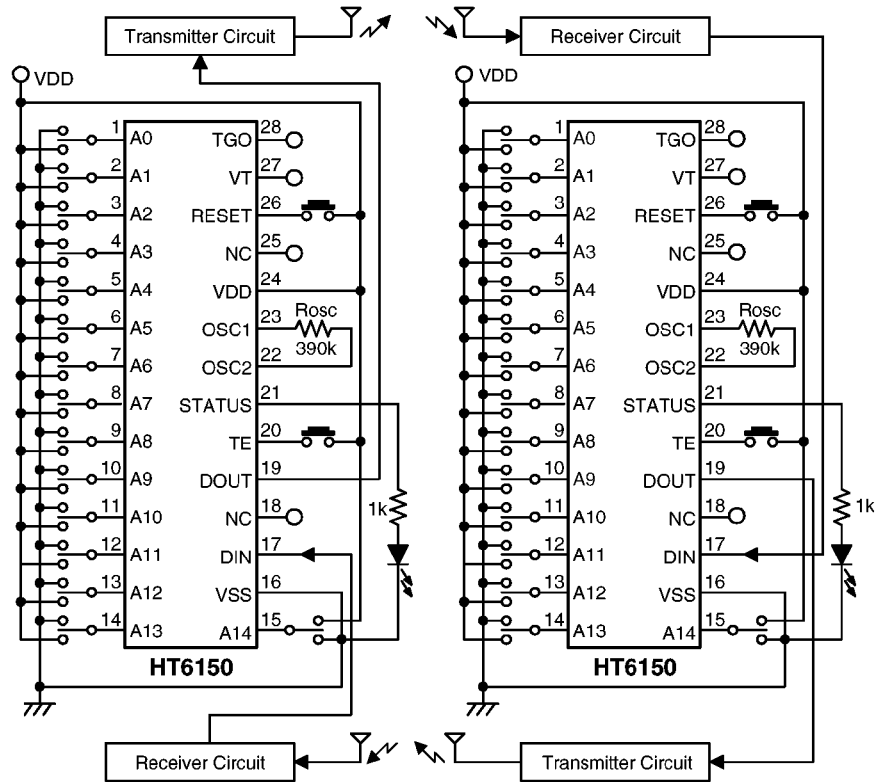 Transmitter Circuit
Receiver Circuit
VDD
VDD
1 A0 TGO 28
2 A1 VT 27
3 A2 RESET 26
4 A3 NC 25
5 A4 VDD 24
6 A5 OSC1 23 Rosc
7 A6 OSC2 22 390k
8 A7 STATUS 21
9 A8 TE 20
10 A9 DOUT 19
11 A10 NC 18 1k
12 A11 DIN 17
13 A12 VSS 16
14 A13 A14 15
HT6150
1 A0 TGO 28
2 A1 VT 27
3 A2 RESET 26
4 A3 NC 25
5 A4 VDD 24
6 A5 OSC1 23 Rosc
7 A6 OSC2 22 390k
8 A7 STATUS 21
9 A8 TE 20
10 A9 DOUT 19
11 A10 NC 18 1k
12 A11 DIN 17
13 A12 VSS 16
14 A13 A14 15
HT6150
Receiver Circuit
Transmitter Circuit